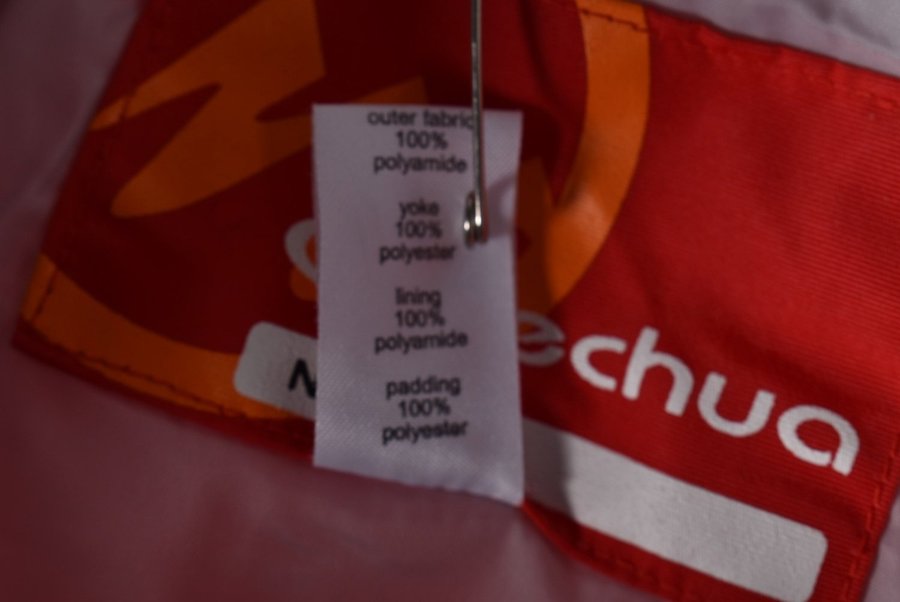 outer fabric
100%
polyamide
yoke
100%
polyester
lining
100%
polyamide
padding
100%
polyester
echua